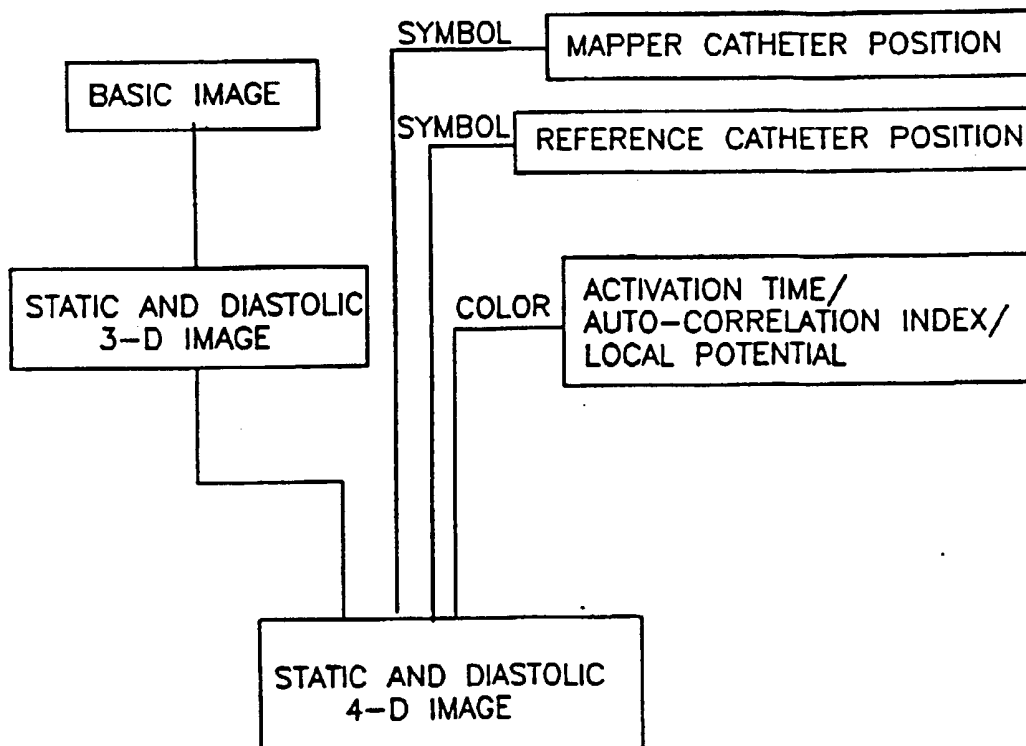 SYMBOL
MAPPER CATHETER POSITION
BASIC IMAGE
SYMBOL
REFERENCE CATHETER POSITION
STATIC AND DIASTOLIC
3-D IMAGE
COLOR
ACTIVATION TIME/
AUTO-CORRELATION INDEX/
LOCAL POTENTIAL
STATIC AND DIASTOLIC
4-D IMAGE